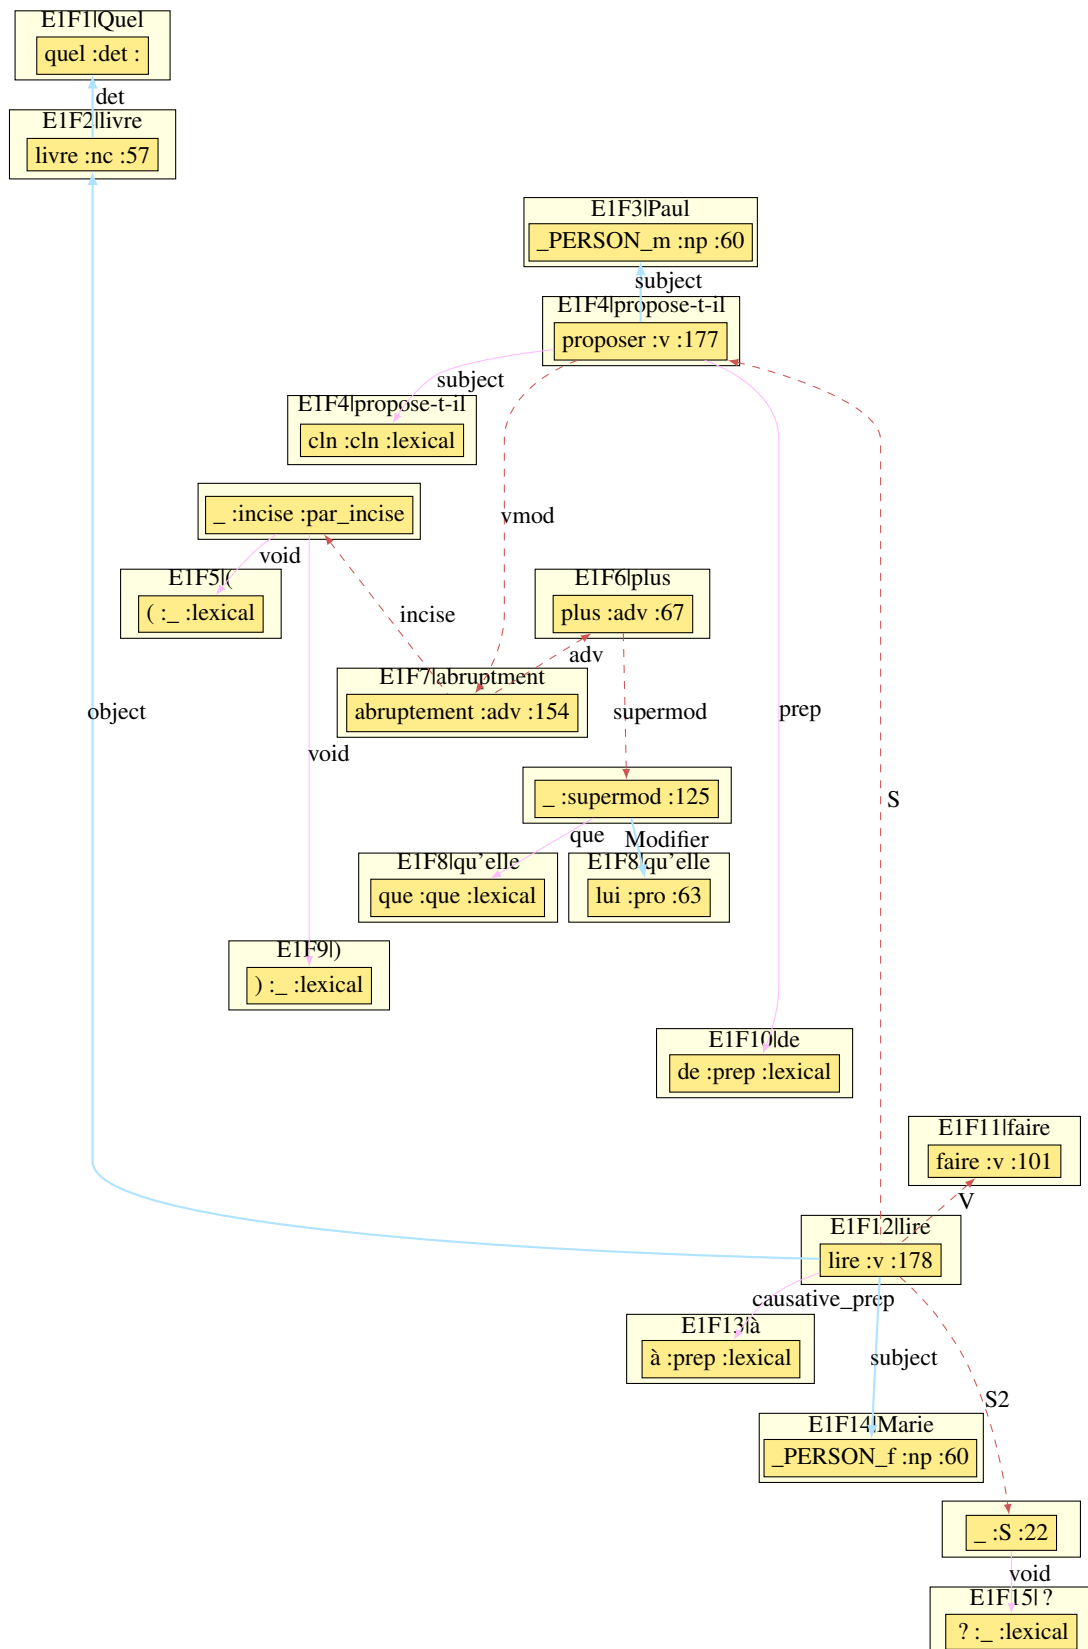 E1F1|Quel
quel :det :
det
E1F2|livre
livre :nc :57
E1F3|Paul
_PERSON_m :np :60
subject
E1F4|propose-t-il
proposer :v :177
subject
E1F4|propose-t-il
cln :cln :lexical
_ :incise :par_incise
vmod
void
E1F5|(
( :_ :lexical
E1F6|plus
plus :adv :67
incise
adv
E1F7|abruptment
abruptement :adv :154
object
supermod
prep
void
_ :supermod :125
S
que
Modifier
E1F8|qu'elle
que :que :lexical
E1F8|qu'elle
lui :pro :63
E1F9|)
) :_ :lexical
E1F10|de
de :prep :lexical
E1F11|faire
faire :v :101
V
E1F12|lire
lire :v :178
causative_prep
E1F13|à
à :prep :lexical
subject
S2
E1F14|Marie
_PERSON_f :np :60
_ :S :22
void
E1F15| ?
? :_ :lexical